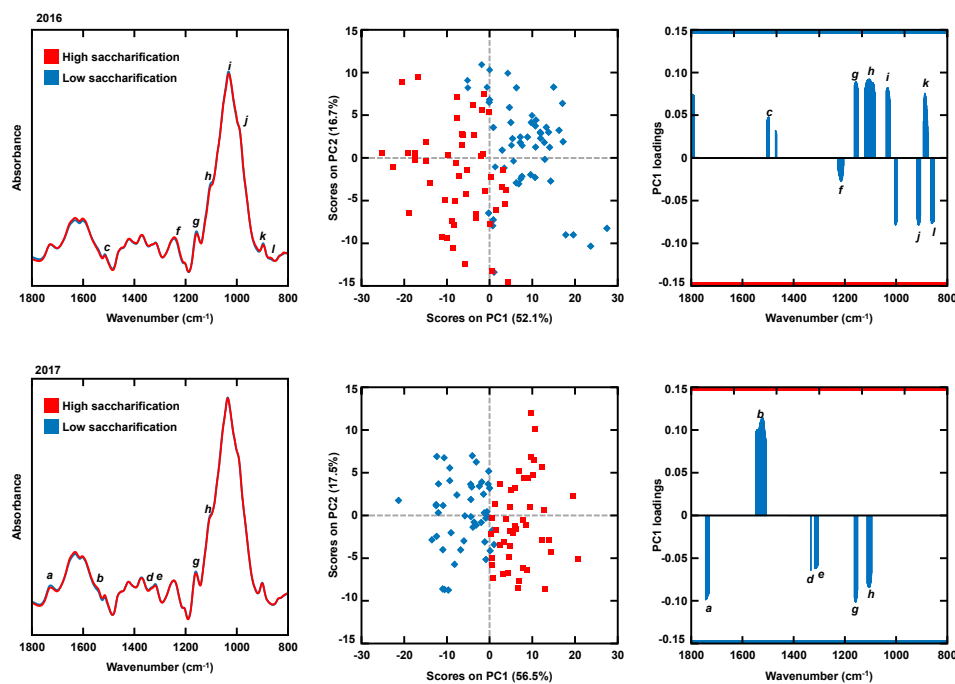 2016
High saccharification
Low saccharification
i
j
h
g
f
c
k
l
Absorbance
1800 1600 1400 1200 1000 800
Wavenumber (cm-1)
15
10
5
0
-5
-10
15
Scores on PC2 (16.7%)
-30 -20 -10 0 10 20 30
Scores on PC1 (52.1%)
0.15
0.10
0.05
0
-0.05
-0.10
-0.15
PC1 loadings
c
g
h
i
k
f
j
l
1800 1600 1400 1200 1000 800
Wavenumber (cm-1)
2017
High saccharification
Low saccharification
h
g
a
b
d
e
Absorbance
1800 1600 1400 1200 1000 800
Wavenumber (cm-1)
15
10
5
0
-5
-10
-15
Scores on PC2 (17.5%)
-30 -20 -10 0 10 20 30
Scores on PC1 (56.5%)
0.15
0.10
0.05
0
-0.05
-0.10
-0.15
PC1 loadings
b
d
e
a
g
h
1800 1600 1400 1200 1000 800
Wavenumber (cm-1)